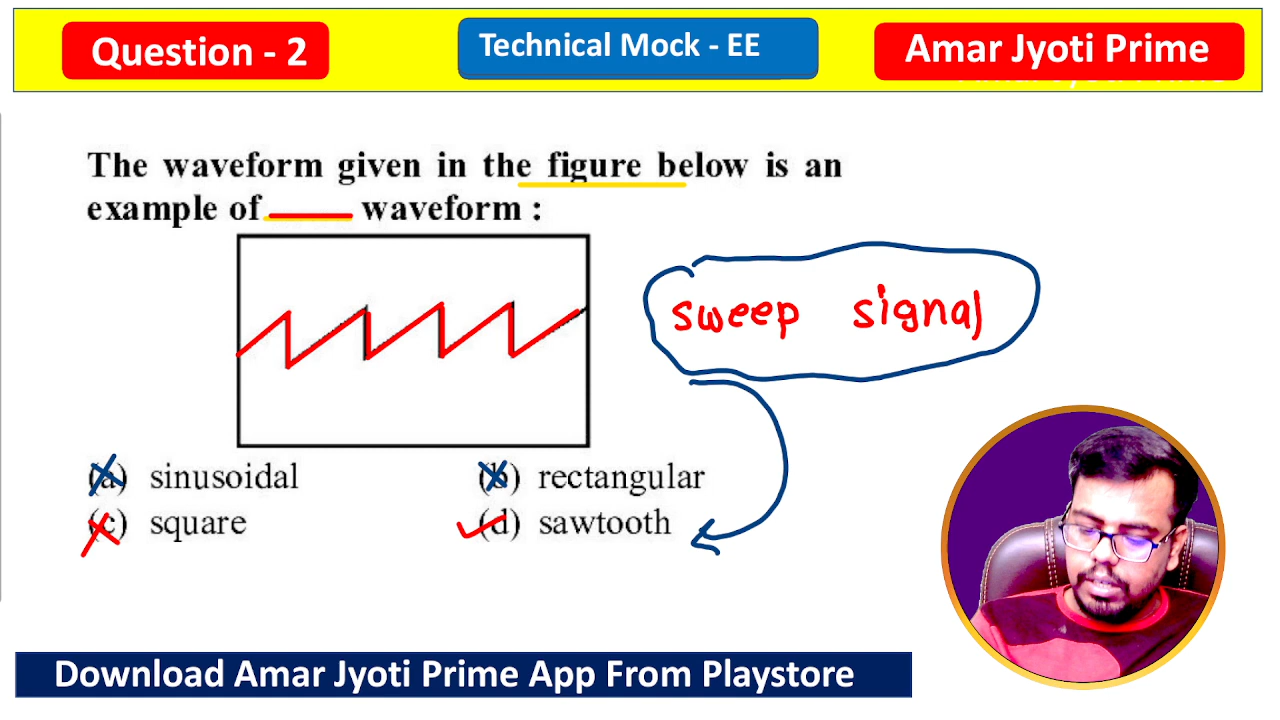 Question - 2
Technical Mock - EE
Amar Jyoti Prime
The waveform given in the figure below is an
example of waveform :
sweep signal
(a) sinusoidal
(b) rectangular
(c) square
(d) sawtooth
Download Amar Jyoti Prime App From Playstore